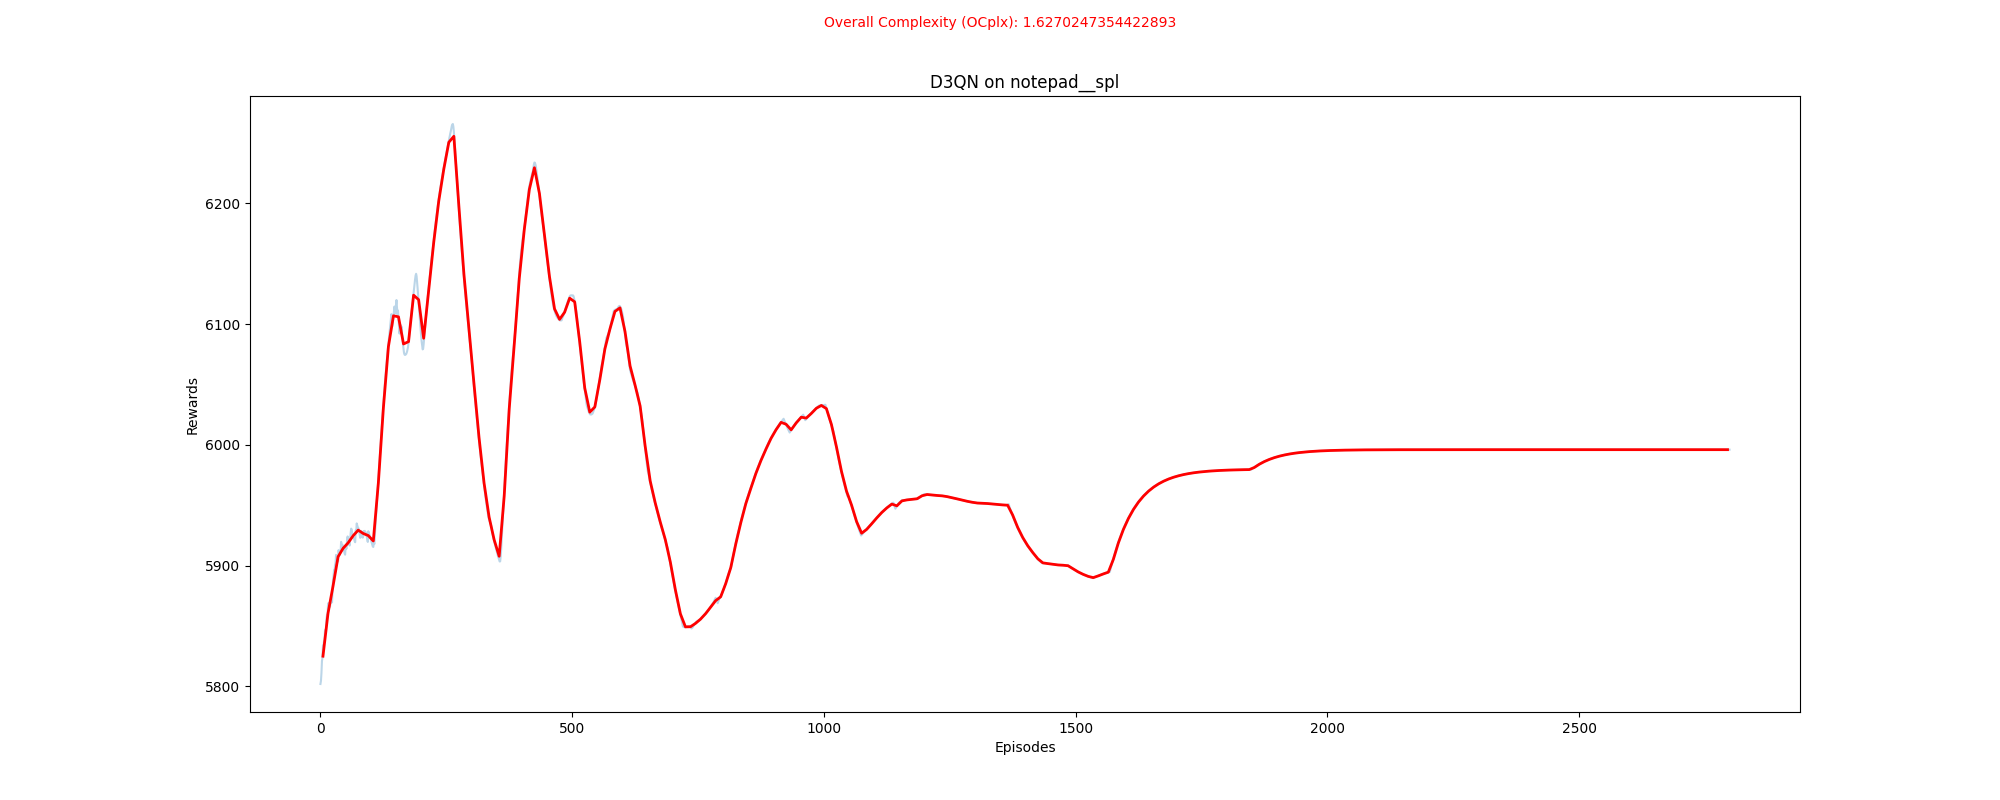 Overall Complexity (OCplx): 1.6270247354422893
D3QN on notepad__spl
6200
6100
6000
5900
5800
Rewards
0 500 1000 1500 2000 2500
Episodes